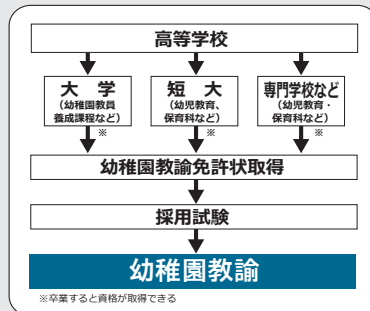 高等学校
大学
（幼稚園教員
養成課程など）
※
短大
（幼児教育、
保育科など）
※
専門学校など
（幼児教育・
保育科など）
※
幼稚園教諭免許状取得
採用試験
幼稚園教諭
※卒業すると資格が取得できる